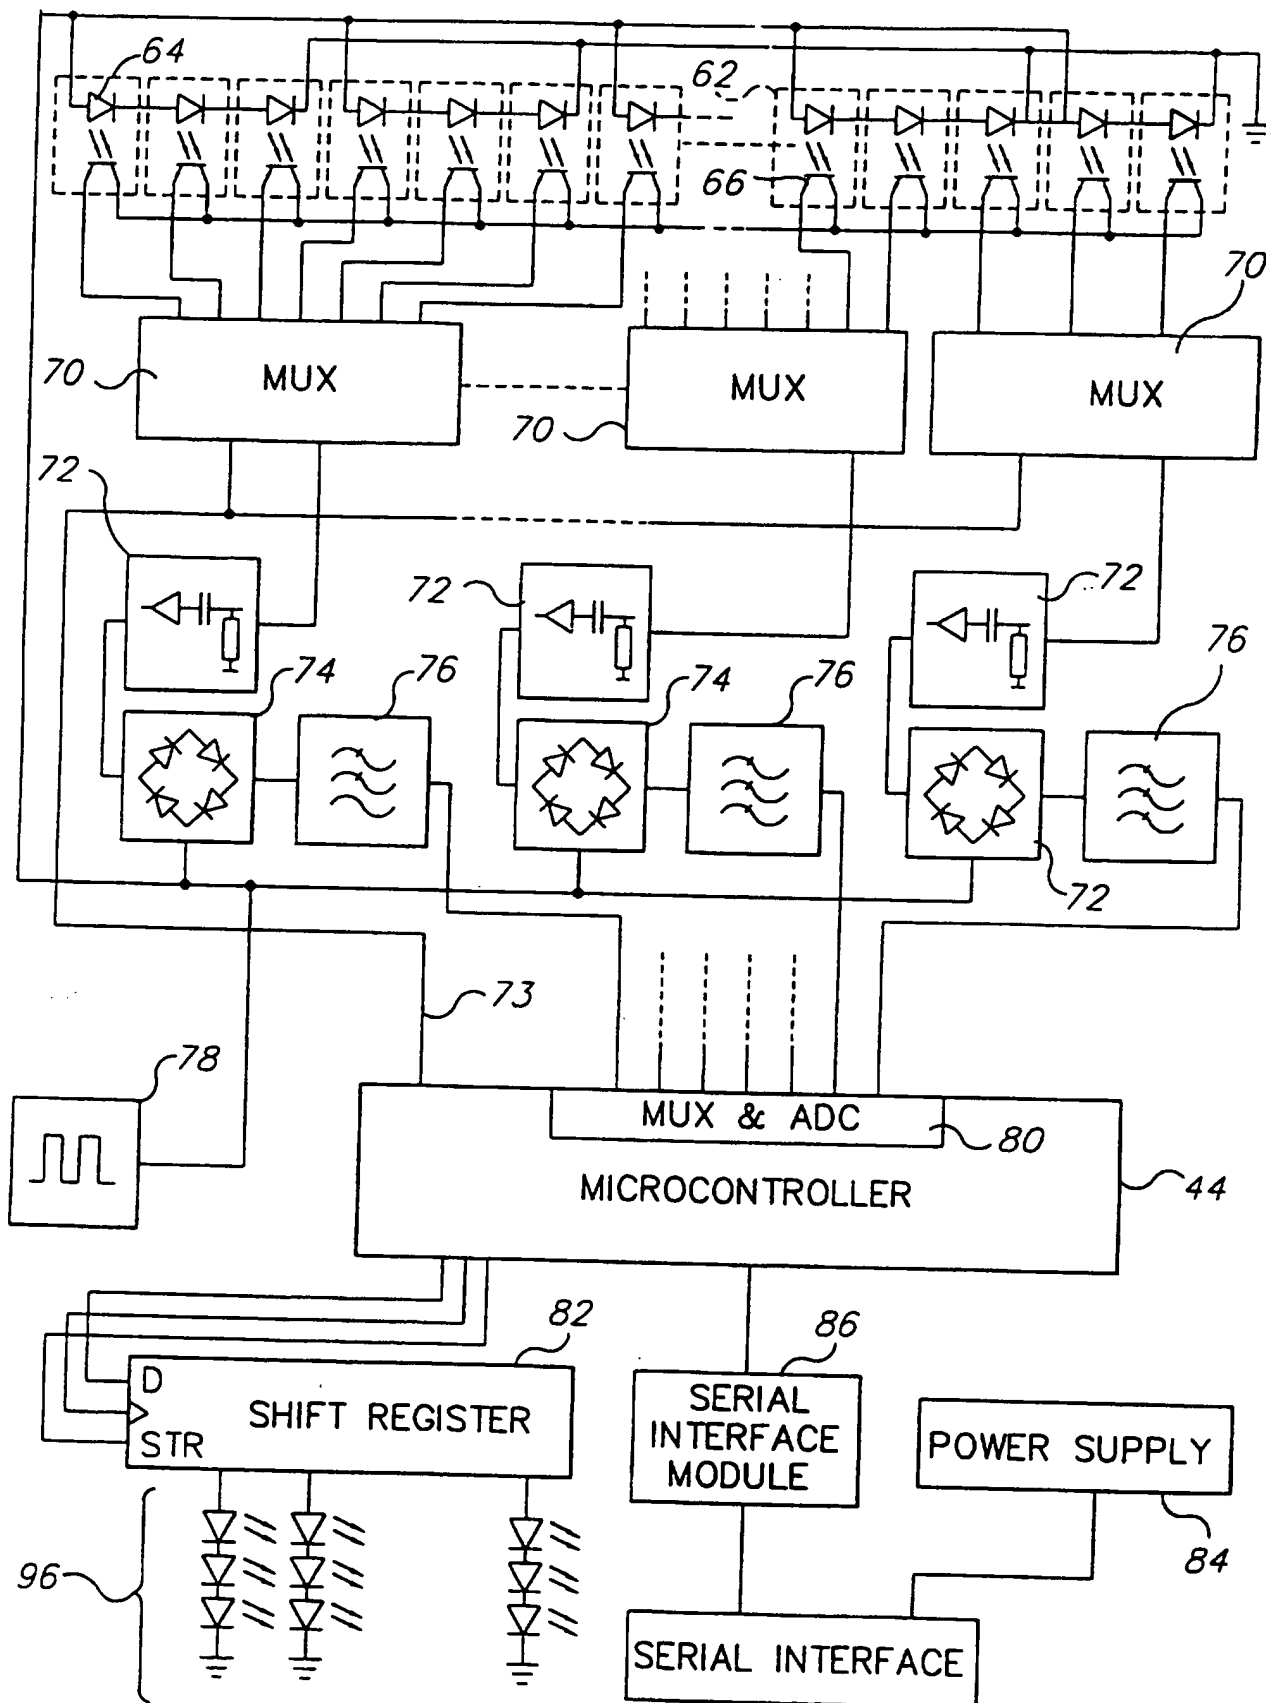 64
62
66
70
MUX
70
MUX
70
MUX
72
72
72
74
76
74
76
76
72
73
78
MUX & ADC
80
MICROCONTROLLER
44
82
D
SHIFT REGISTER
STR
86
SERIAL
INTERFACE
MODULE
POWER SUPPLY
84
96
SERIAL INTERFACE